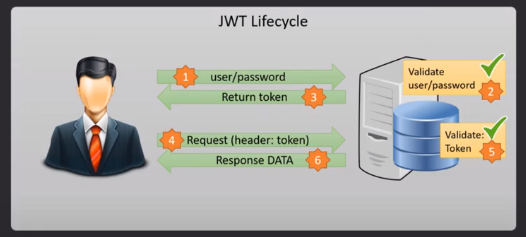 JWT Lifecycle
1 user/password
Return token 3
Validate
user/password 2
4 Request (header: token)
Response DATA 6
Validate:
Token 5